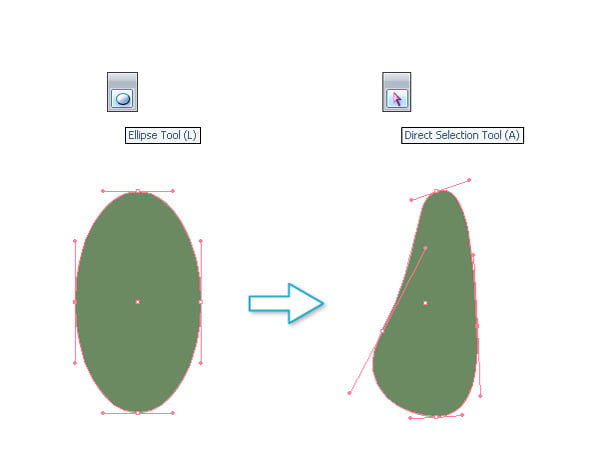 Ellipse Tool (L)
Direct Selection Tool (A)